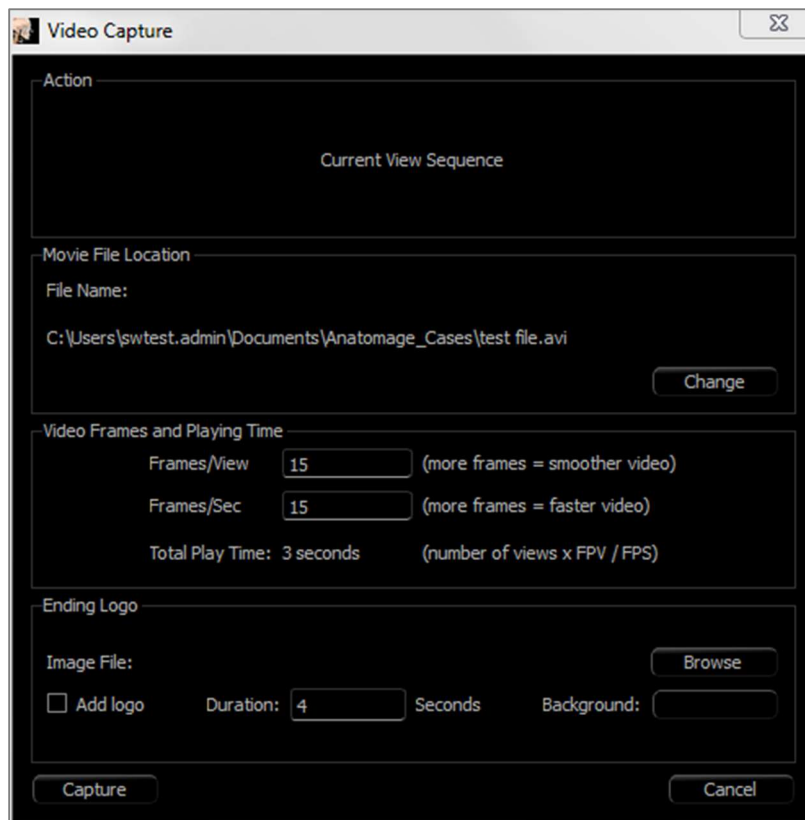 Video Capture
Action
Current View Sequence
Movie File Location
File Name:
C:\Users\swtest.admin\Documents\Anatomage_Cases\test file.avi
Change
Video Frames and Playing Time
Frames/View 15 (more frames = smoother video)
Frames/Sec 15 (more frames = faster video)
Total Play Time: 3 seconds (number of views x FPV / FPS)
Ending Logo
Image File: Browse
Add logo Duration: 4 Seconds Background:
Capture Cancel